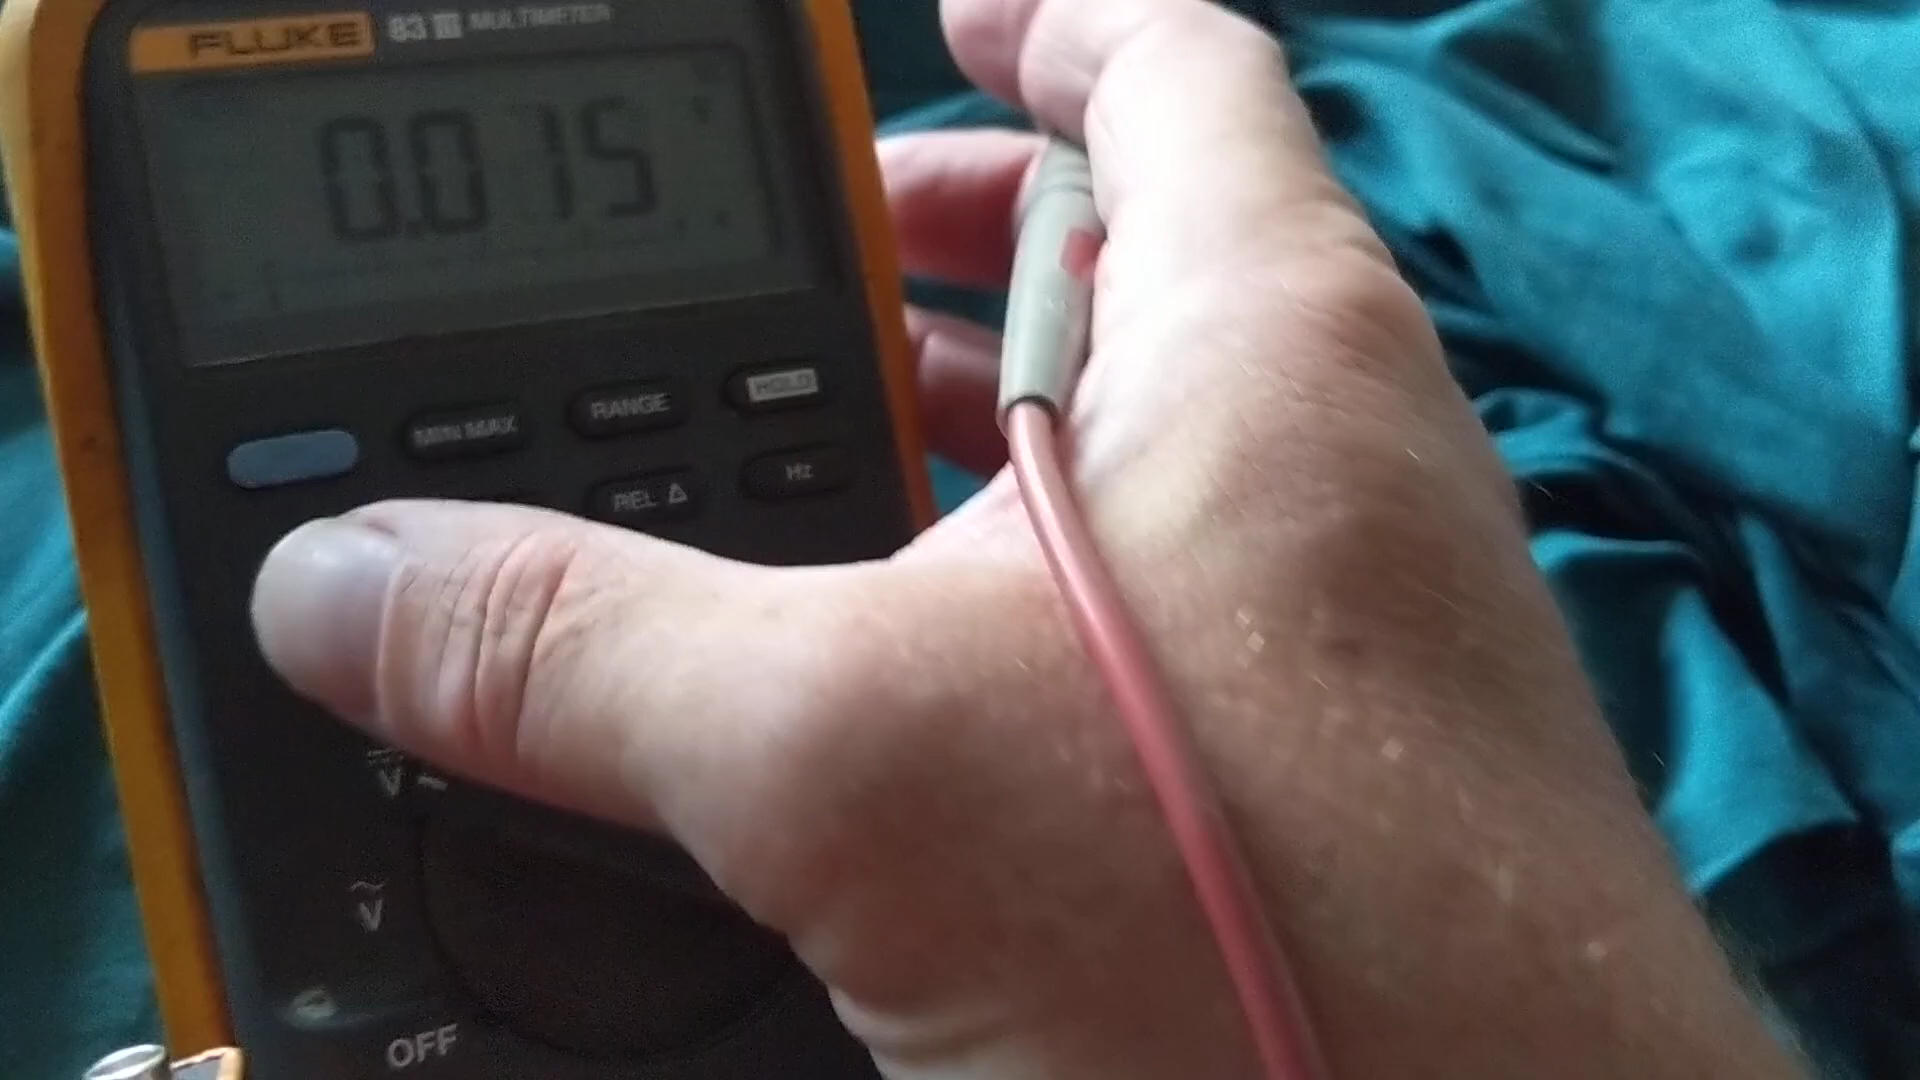 FLUKE 83 III MULTIMETER
0.015
MIN MAX RANGE HOLD
REL Δ Hz
V
Ṽ
OFF